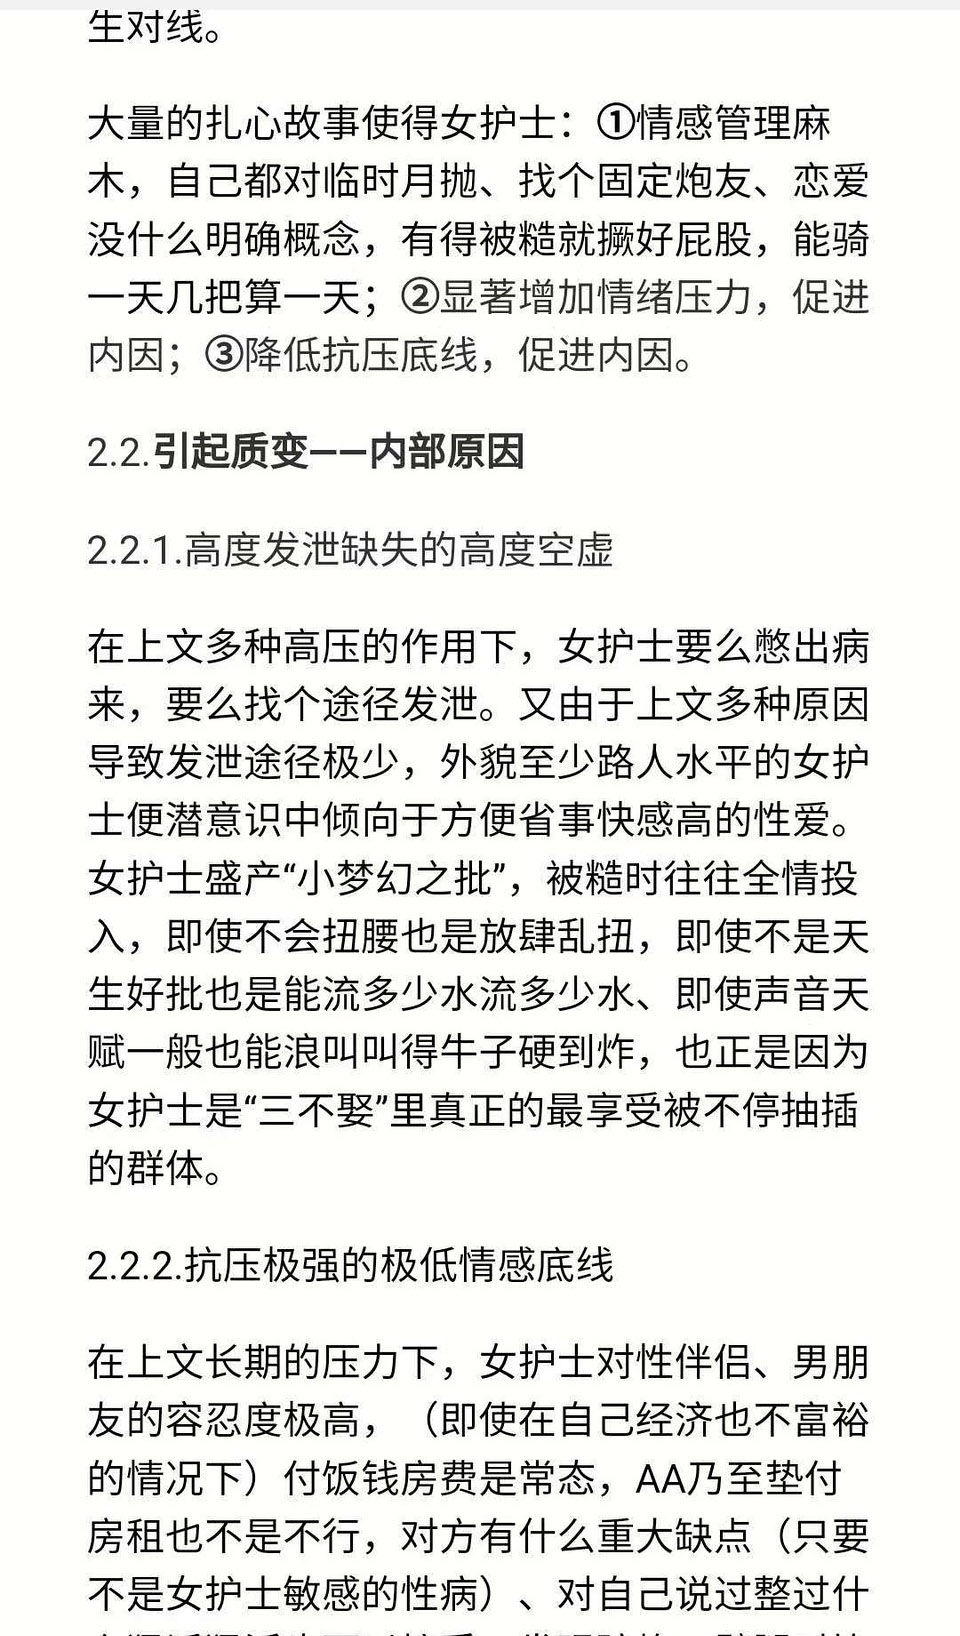 生对线。
大量的扎心故事使得女护士：①情感管理麻
木，自己都对临时月抛、找个固定炮友、恋爱
没什么明确概念，有得被糙就撅好屁股，能骑
一天几把算一天；②显著增加情绪压力，促进
内因；③降低抗压底线，促进内因。
2.2.引起质变——内部原因
2.2.1.高度发泄缺失的高度空虚
在上文多种高压的作用下，女护士要么憋出病
来，要么找个途径发泄。又由于上文多种原因
导致发泄途径极少，外貌至少路人水平的女护
士便潜意识中倾向于方便省事快感高的性爱。
女护士盛产“小梦幻之批”，被糙时往往全情投
入，即使不会扭腰也是放肆乱扭，即使不是天
生好批也是能流多少水流多少水、即使声音天
赋一般也能浪叫叫得牛子硬到炸，也正是因为
女护士是“三不娶”里真正的最享受被不停抽插
的群体。
2.2.2.抗压极强的极低情感底线
在上文长期的压力下，女护士对性伴侣、男朋
友的容忍度极高，（即使在自己经济也不富裕
的情况下）付饭钱房费是常态，AA乃至垫付
房租也不是不行，对方有什么重大缺点（只要
不是女护士敏感的性病）、对自己说过整过什